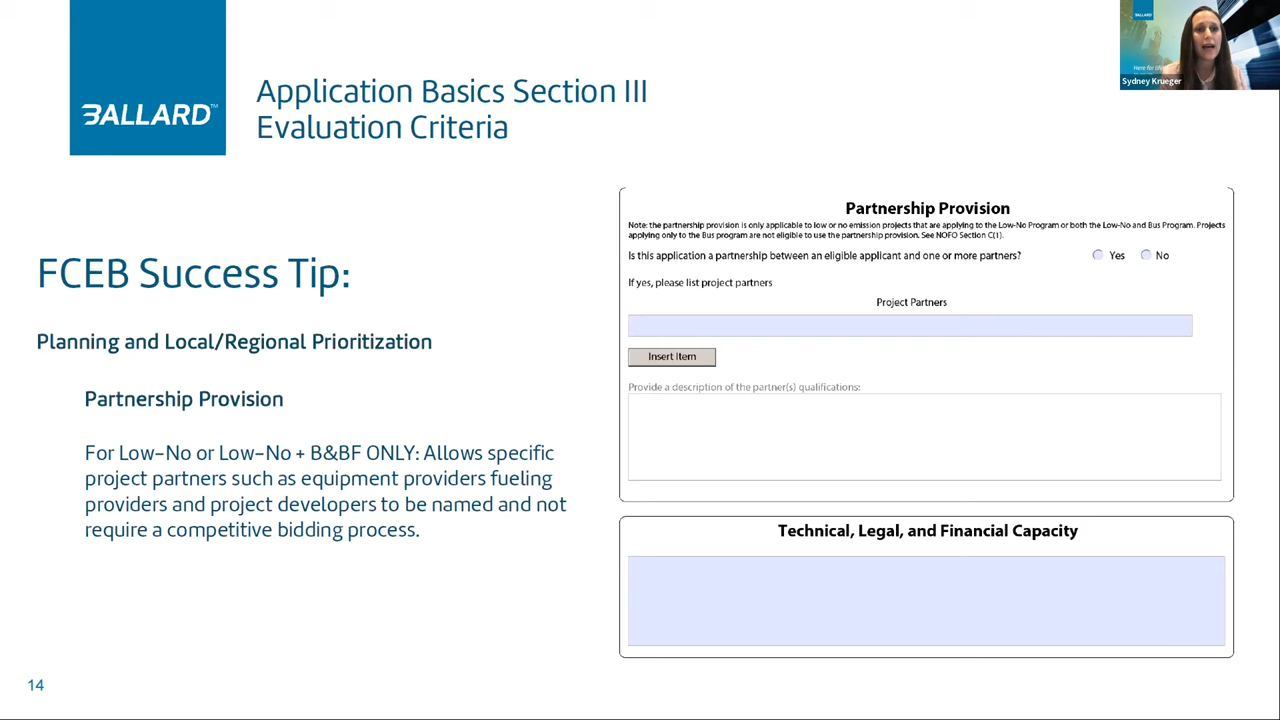 BALLARD™
Application Basics Section III
Evaluation Criteria
BALLARD
Sydney Krueger
FCEB Success Tip:
Planning and Local/Regional Prioritization
Partnership Provision
For Low-No or Low-No + B&BF ONLY: Allows specific
project partners such as equipment providers fueling
providers and project developers to be named and not
require a competitive bidding process.
Partnership Provision
Note: the partnership provision is only applicable to low or no emission projects that are applying to the Low-No Program or both the Low-No and Bus Program. Projects
applying only to the Bus program are not eligible to use the partnership provision. See NOFO Section C(1).
Is this application a partnership between an eligible applicant and one or more partners? Yes No
If yes, please list project partners
Project Partners
Insert Item
Provide a description of the partner(s) qualifications:
Technical, Legal, and Financial Capacity
14